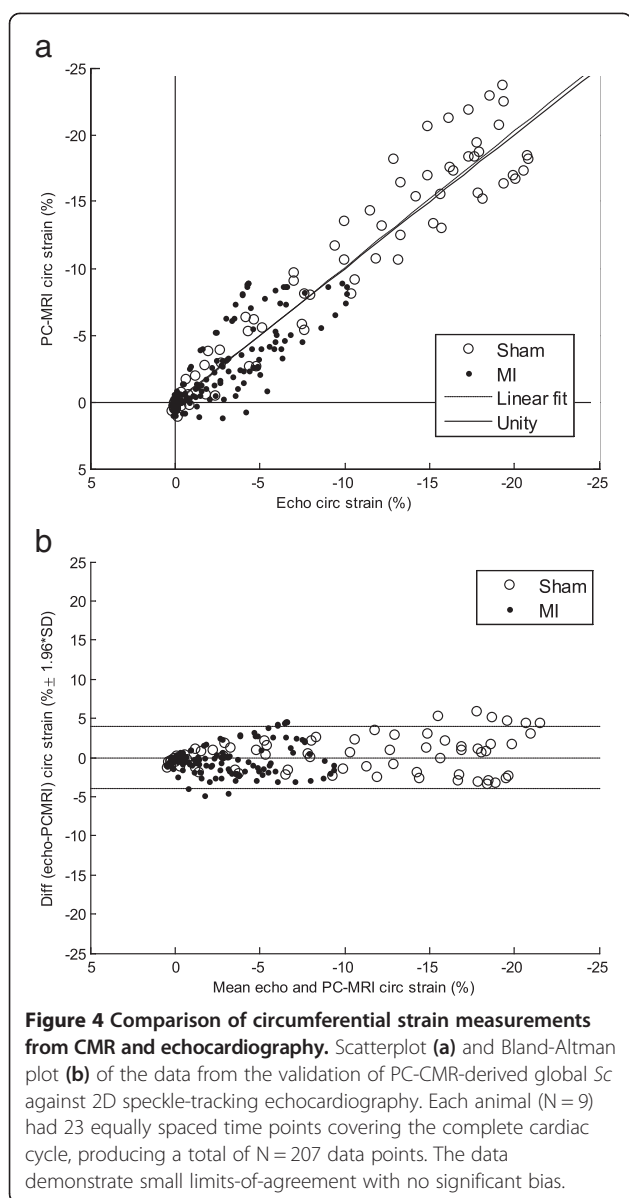 a
-25
-20
-15
-10
-5
0
5
PC-MRI circ strain (%)
5 0 -5 -10 -15 -20 -25
Echo circ strain (%)
Sham
MI
Linear fit
Unity
b
25
20
15
10
5
0
-5
-10
-15
-20
-25
Diff (echo-PCMRI) circ strain (%± 1.96*SD)
5 0 -5 -10 -15 -20 -25
Mean echo and PC-MRI circ strain (%)
Sham
MI
Figure 4 Comparison of circumferential strain measurements
from CMR and echocardiography. Scatterplot (a) and Bland-Altman
plot (b) of the data from the validation of PC-CMR-derived global Sc
against 2D speckle-tracking echocardiography. Each animal (N = 9)
had 23 equally spaced time points covering the complete cardiac
cycle, producing a total of N = 207 data points. The data
demonstrate small limits-of-agreement with no significant bias.